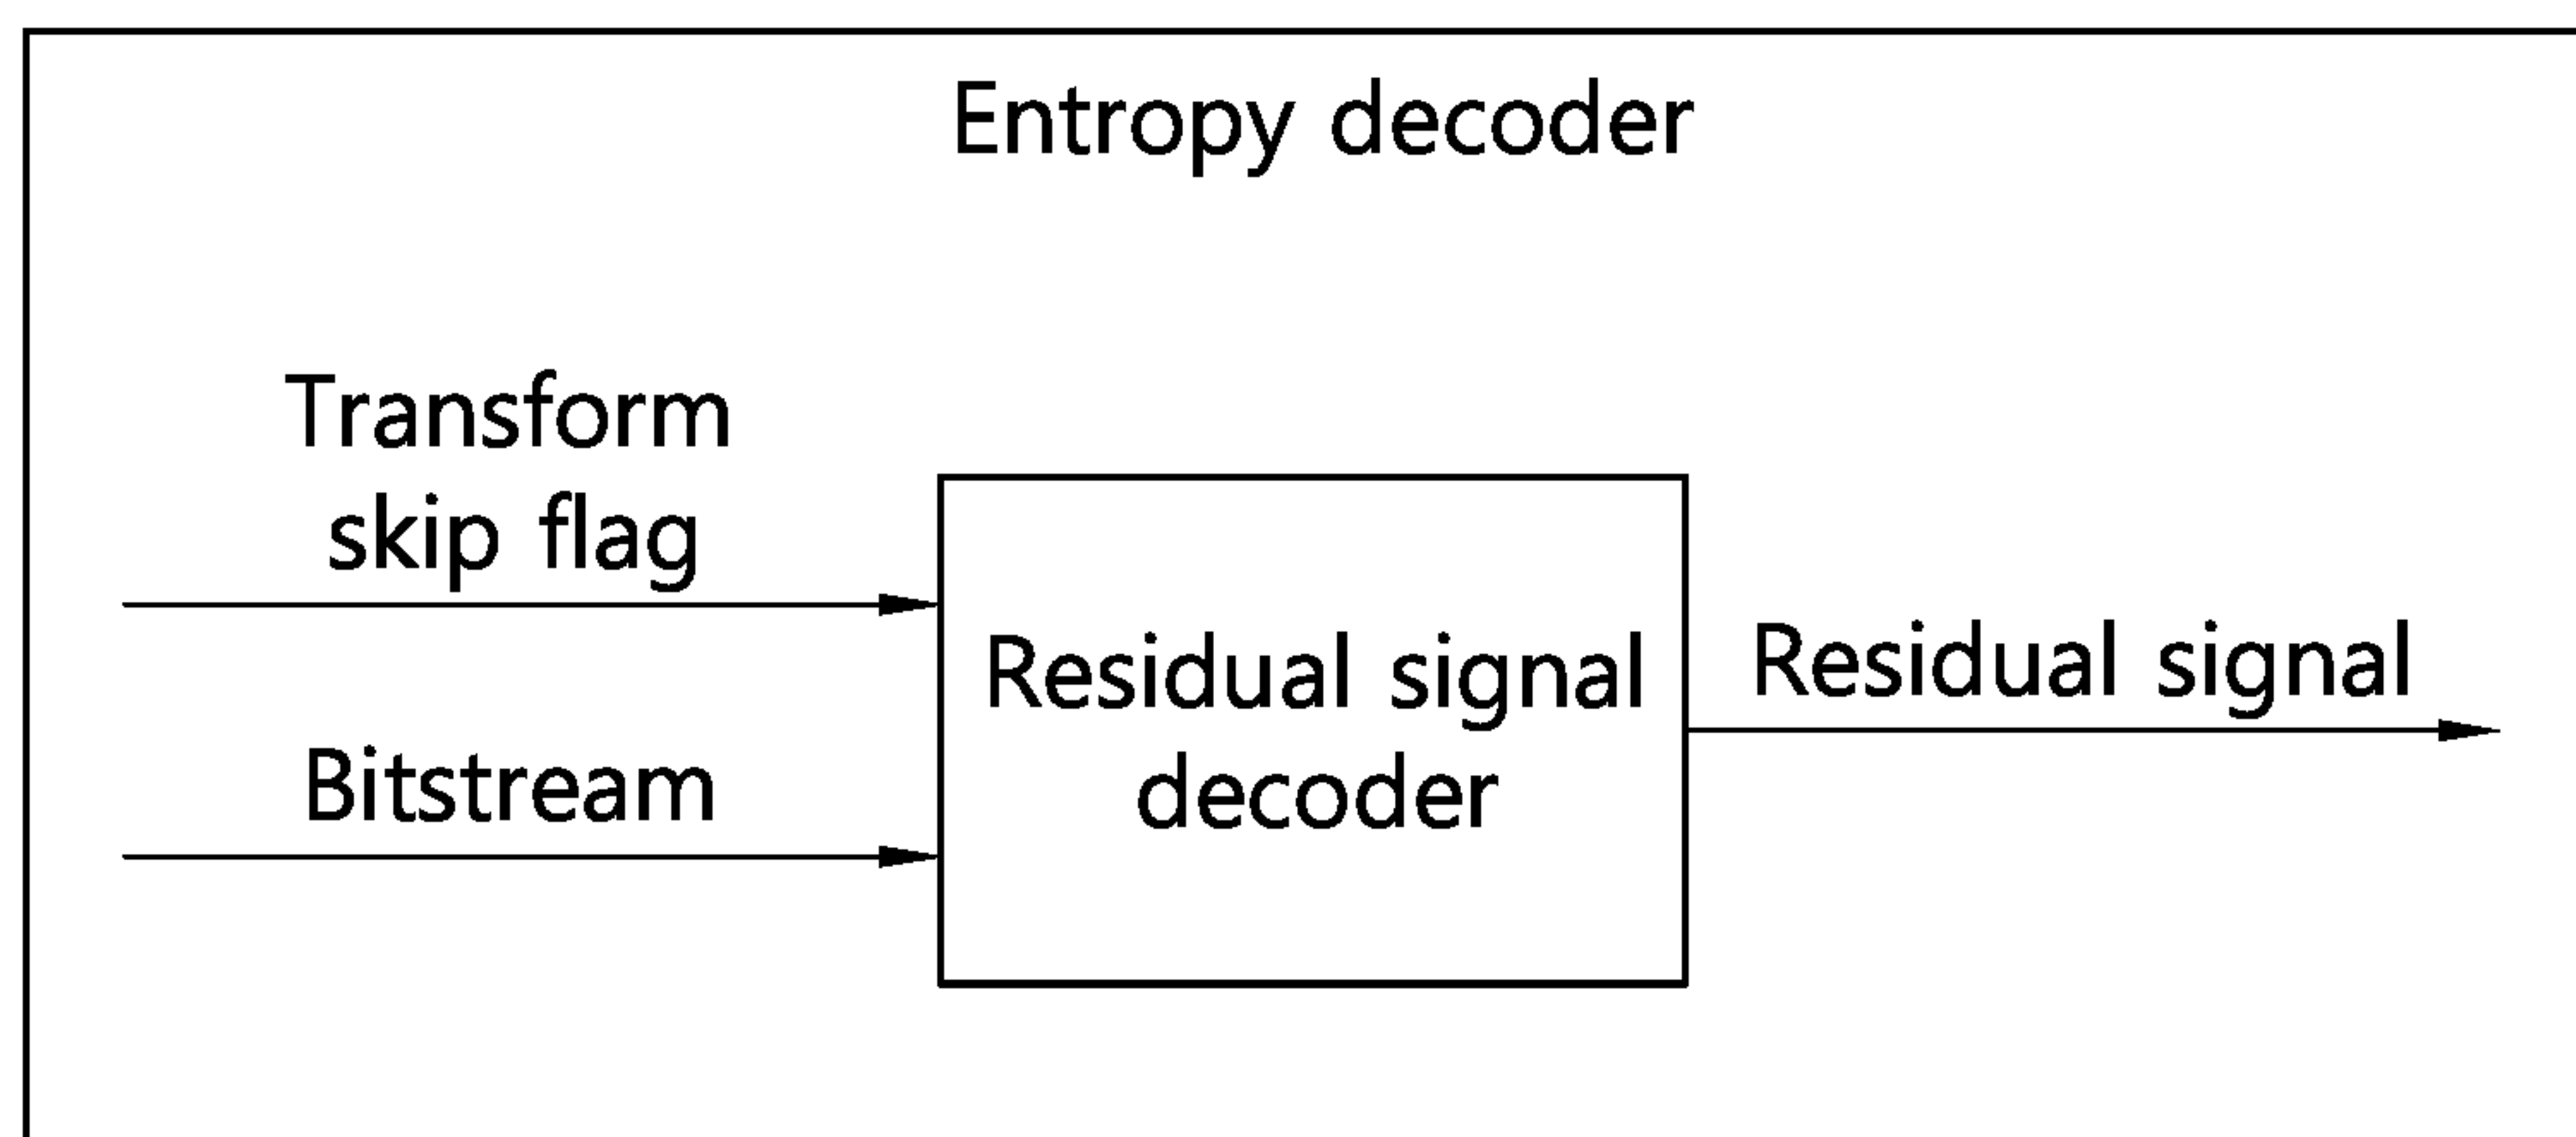 Entropy decoder
Transform
skip flag
Bitstream
Residual signal
decoder
Residual signal